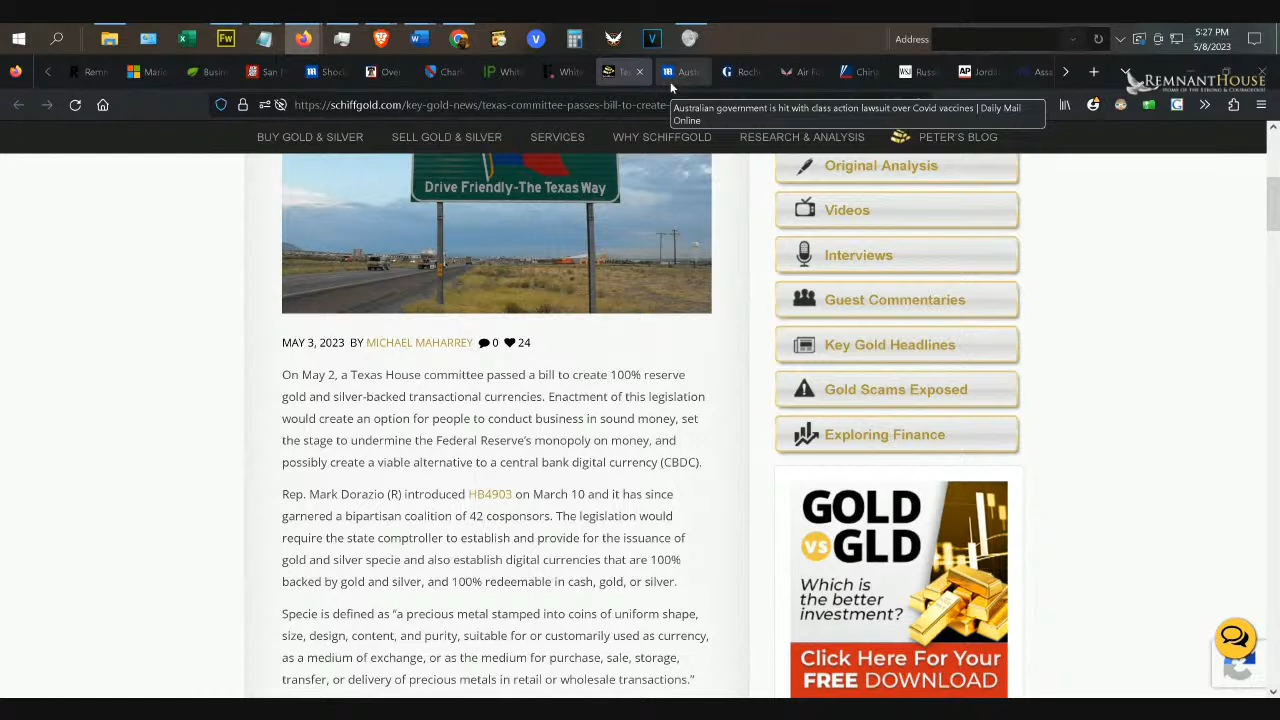 Address
5:27 PM
5/8/2023
Remn
Mario
Busin
San F
Shoc
Over
Charl
White
White
Te
Aust
Roch
Air Fo
China
Russi
Jorda
Assa
REMNANTHOUSE
HOME OF THE STRONG & COURAGEOUS
https://schiffgold.com/key-gold-news/texas-committee-passes-bill-to-create-
Australian government is hit with class action lawsuit over Covid vaccines | Daily Mail
Online
BUY GOLD & SILVER
SELL GOLD & SILVER
SERVICES
WHY SCHIFFGOLD
RESEARCH & ANALYSIS
PETER'S BLOG
Drive Friendly-The Texas Way
MAY 3, 2023 BY MICHAEL MAHARREY 0 24
On May 2, a Texas House committee passed a bill to create 100% reserve
gold and silver-backed transactional currencies. Enactment of this legislation
would create an option for people to conduct business in sound money, set
the stage to undermine the Federal Reserve's monopoly on money, and
possibly create a viable alternative to a central bank digital currency (CBDC).
Rep. Mark Dorazio (R) introduced HB4903 on March 10 and it has since
garnered a bipartisan coalition of 42 cosponsors. The legislation would
require the state comptroller to establish and provide for the issuance of
gold and silver specie and also establish digital currencies that are 100%
backed by gold and silver, and 100% redeemable in cash, gold, or silver.
Specie is defined as “a precious metal stamped into coins of uniform shape,
size, design, content, and purity, suitable for or customarily used as currency,
as a medium of exchange, or as the medium for purchase, sale, storage,
transfer, or delivery of precious metals in retail or wholesale transactions.”
Original Analysis
Videos
Interviews
Guest Commentaries
Key Gold Headlines
Gold Scams Exposed
Exploring Finance
GOLD
VS GLD
Which is
the better
investment?
Click Here For Your
FREE DOWNLOAD